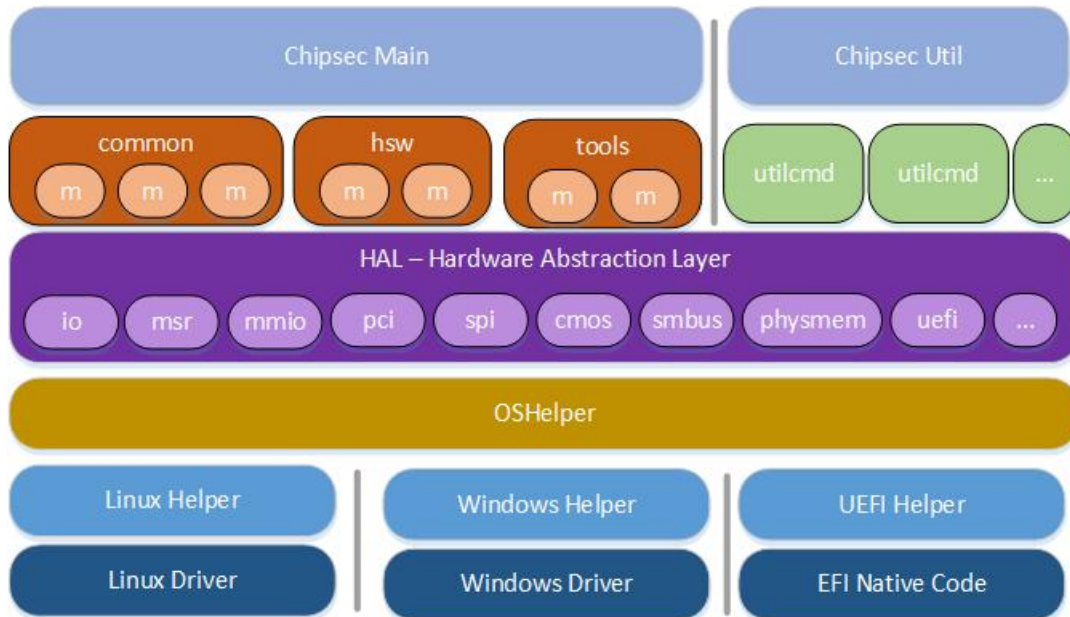 Chipsec Main
Chipsec Util
common
hsw
tools
m m m
m m
m m
utilcmd
utilcmd
...
HAL – Hardware Abstraction Layer
io msr mmio pci spi cmos smbus physmem uefi ...
OSHelper
Linux Helper
Windows Helper
UEFI Helper
Linux Driver
Windows Driver
EFI Native Code